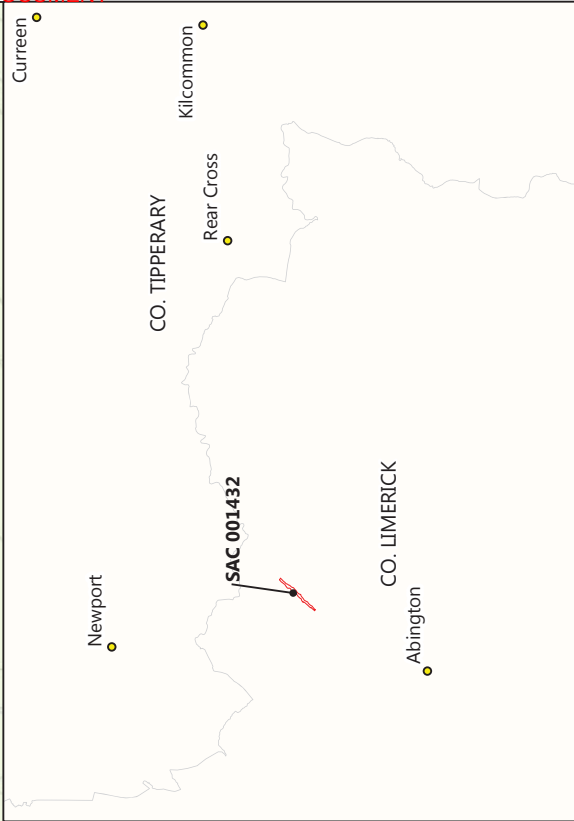 Newport
CO. TIPPERARY
Curreen
Kilcommon
Rear Cross
SAC 001432
CO. LIMERICK
Abington